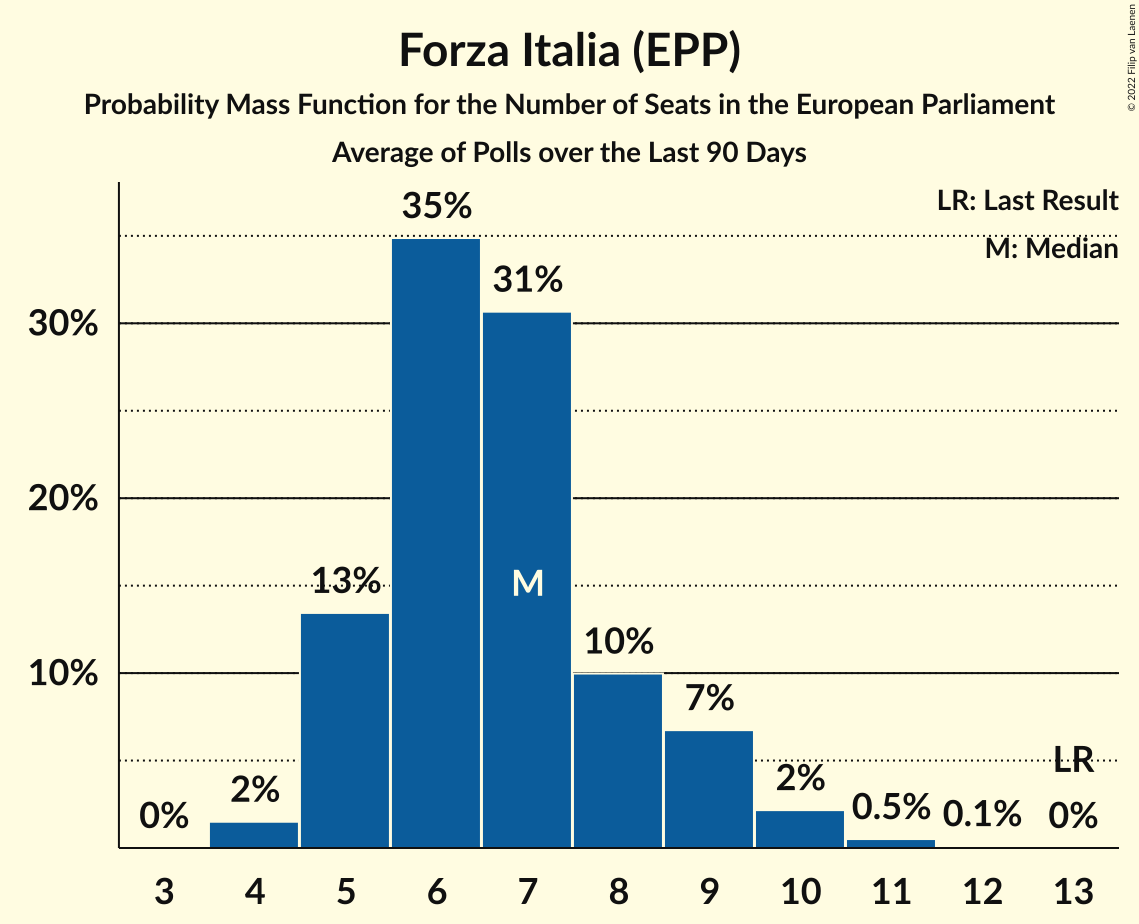 Forza Italia (EPP)
Probability Mass Function for the Number of Seats in the European Parliament
Average of Polls over the Last 90 Days
© 2022 Filip van Laenen
LR: Last Result
M: Median
35%
31%
30%
20%
M
13%
10%
10%
7%
LR
2%
2%
0%
0.5%
0.1%
0%
3 4 5 6 7 8 9 10 11 12 13